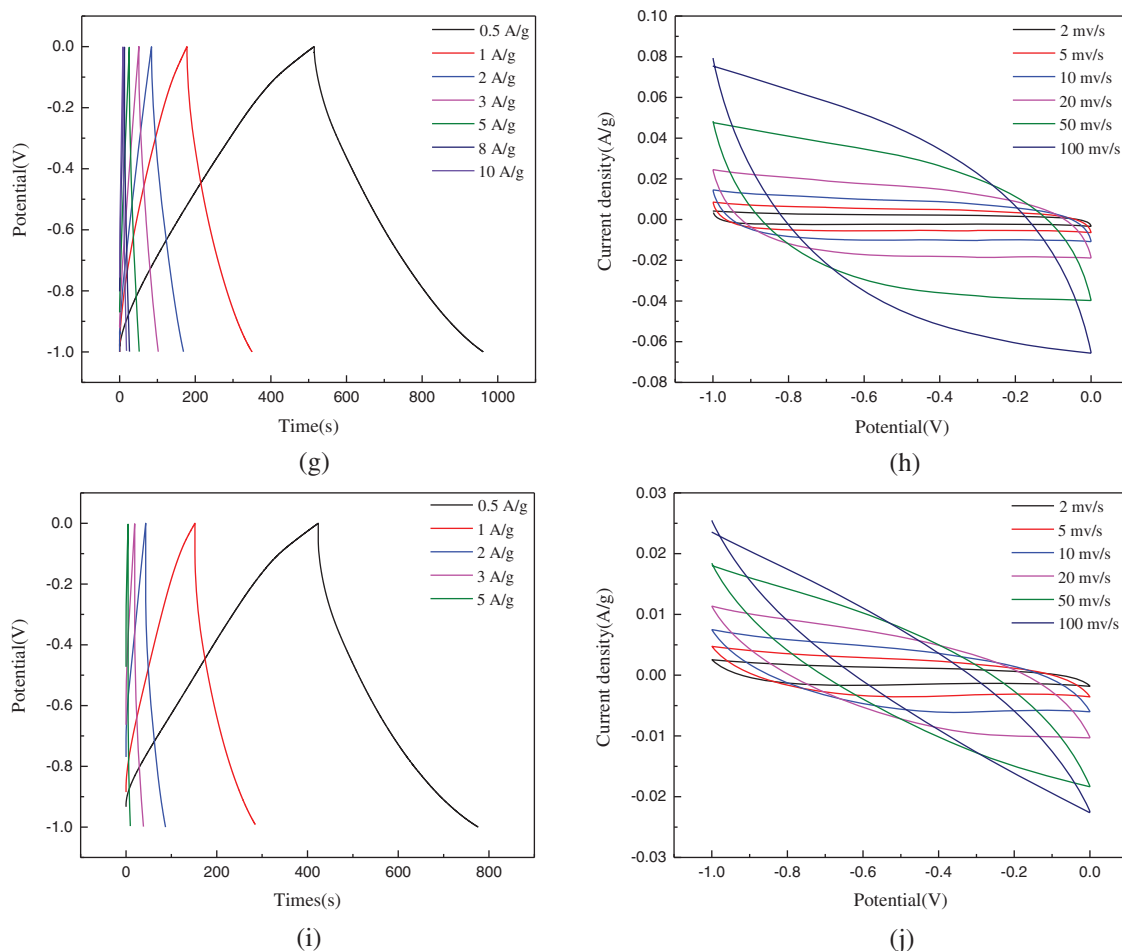 0.0
-0.2
-0.4
-0.6
-0.8
-1.0
Potential(V)
0.5 A/g
1 A/g
2 A/g
3 A/g
5 A/g
8 A/g
10 A/g
0 200 400 600 800 1000
Time(s)
(g)
0.10
0.08
0.06
0.04
0.02
0.00
-0.02
-0.04
-0.06
-0.08
Current density(A/g)
2 mv/s
5 mv/s
10 mv/s
20 mv/s
50 mv/s
100 mv/s
-1.0 -0.8 -0.6 -0.4 -0.2 0.0
Potential(V)
(h)
0.0
-0.2
-0.4
-0.6
-0.8
-1.0
Potential(V)
0.5 A/g
1 A/g
2 A/g
3 A/g
5 A/g
0 200 400 600 800
Times(s)
(i)
0.03
0.02
0.01
0.00
-0.01
-0.02
-0.03
Current density(A/g)
2 mv/s
5 mv/s
10 mv/s
20 mv/s
50 mv/s
100 mv/s
-1.0 -0.8 -0.6 -0.4 -0.2 0.0
Potential(V)
(j)